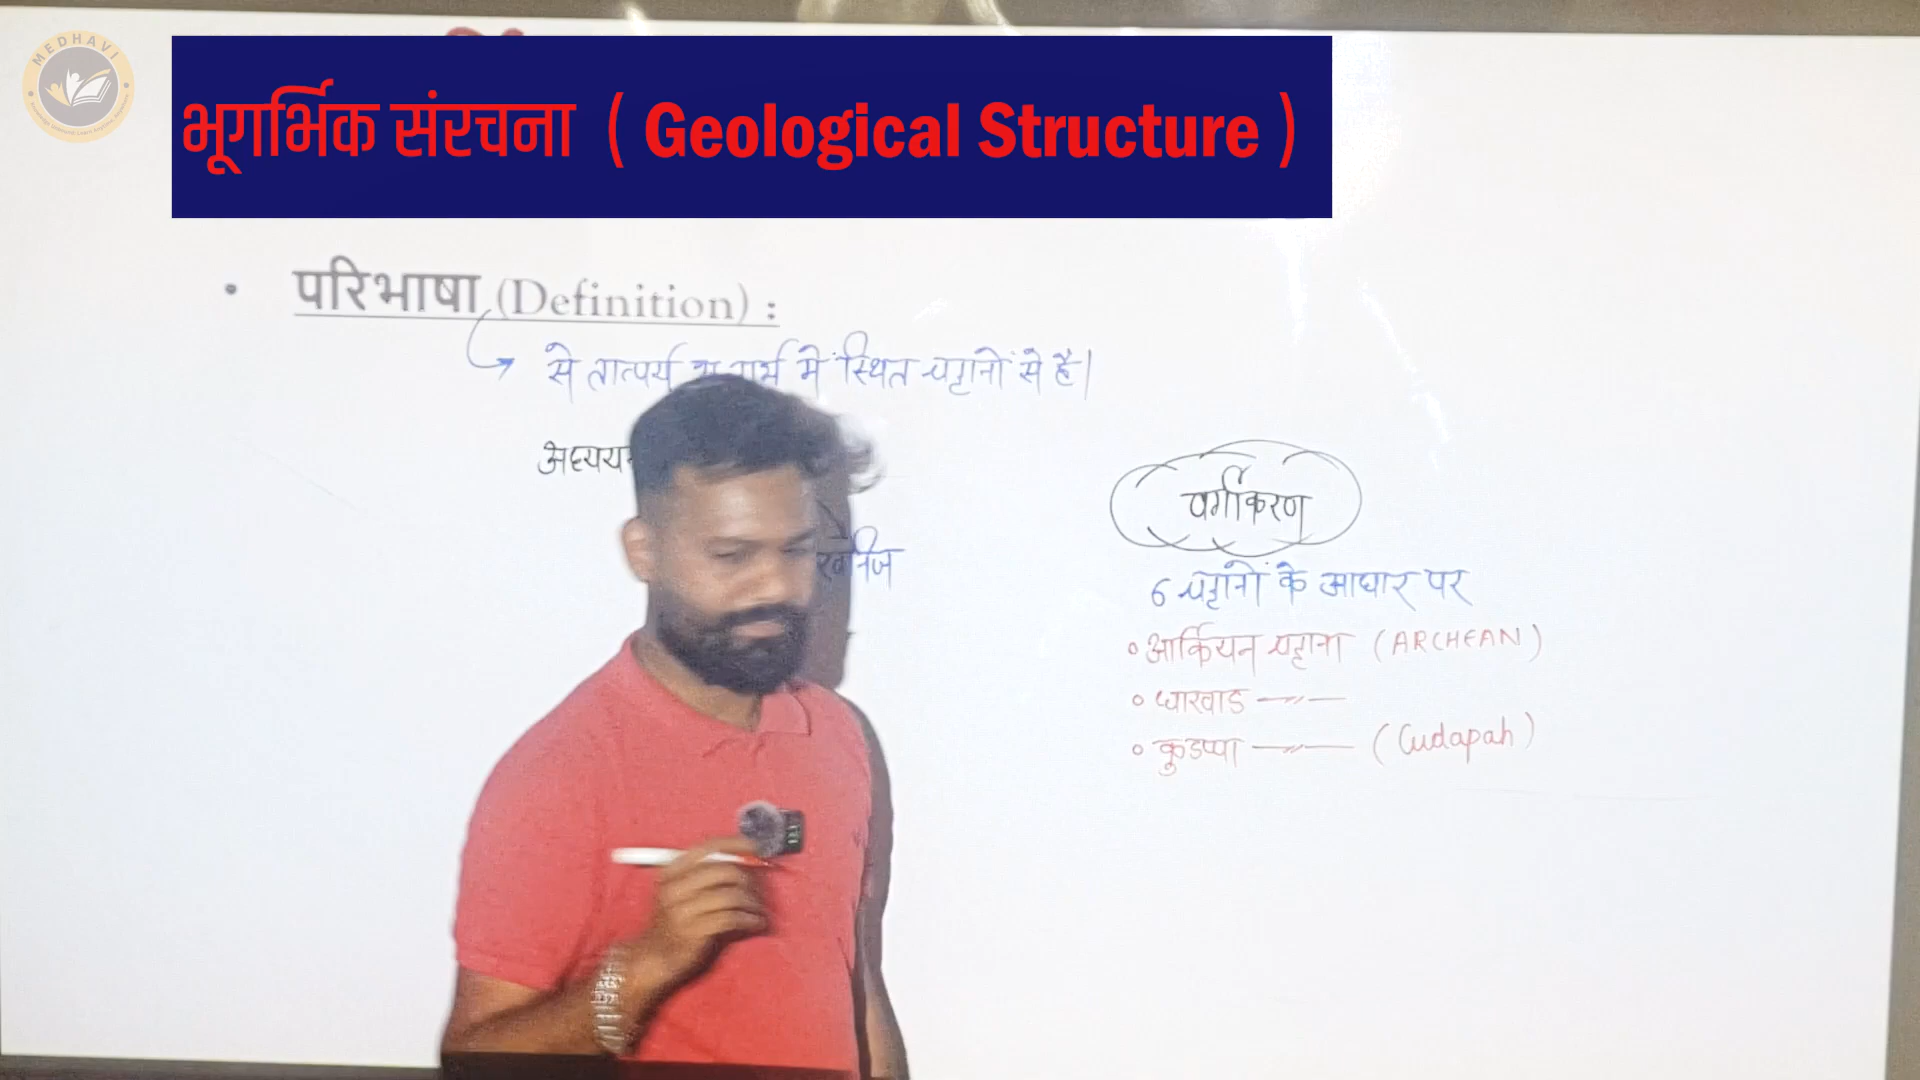 MEDHAVI
भूगर्भिक संरचना ( Geological Structure )
• परिभाषा (Definition) :
से तात्पर्य में स्थित चट्टानों से है।
खनिज
वर्गीकरण
6 चट्टानों के आधार पर
॰ आर्कियन चट्टान (ARCHEAN)
॰ धारवाड़ —〃—
॰ कुडप्पा —〃— (Cudapah)